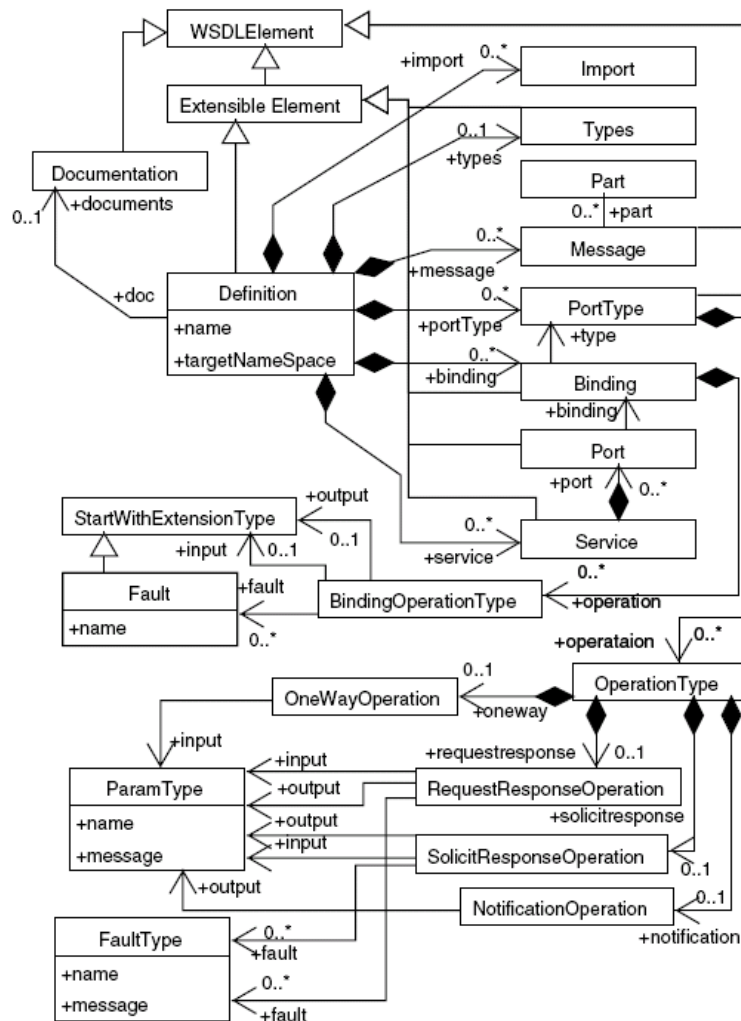 WSDLElement
+import
0..*
Import
Extensible Element
0..1
+types
Types
Documentation
0..1
+documents
Part
0..*
+part
0..*
+message
Message
+doc
Definition
+name
+targetNameSpace
0..*
+portType
PortType
+type
0..*
+binding
Binding
+binding
Port
+port
0..*
+output
StartWithExtensionType
+input
0..1
0..1
0..*
+service
Service
Fault
+name
+fault
0..*
BindingOperationType
0..*
+operation
+operataion
0..*
0..1
OneWayOperation
+oneway
OperationType
+input
+requestresponse
0..1
ParamType
+name
+message
+input
+output
RequestResponseOperation
+solicitresponse
+output
+input
SolicitResponseOperation
0..1
+output
NotificationOperation
0..1
+notification
FaultType
+name
+message
0..*
+fault
0..*
+fault